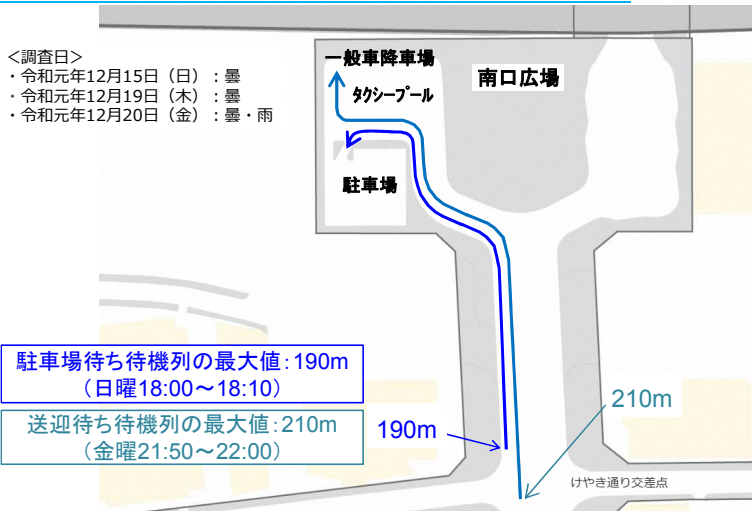 <調査日>
・令和元年12月15日（日）：曇
・令和元年12月19日（木）：曇
・令和元年12月20日（金）：曇・雨
一般車降車場
タクシープール
南口広場
駐車場
駐車場待ち待機列の最大値：190m
（日曜18:00～18:10）
送迎待ち待機列の最大値：210m
（金曜21:50～22:00）
190m
210m
けやき通り交差点